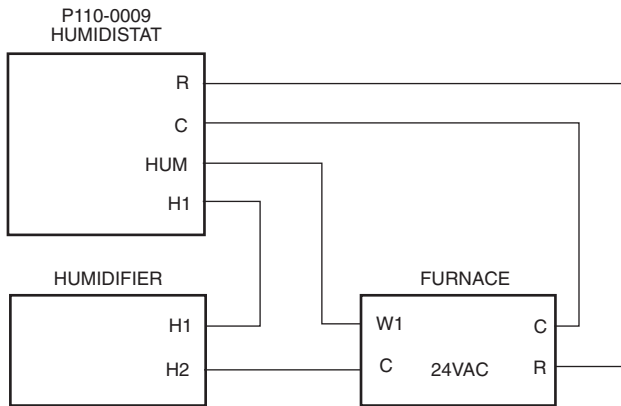 P110-0009
HUMIDISTAT
R
C
HUM
H1
HUMIDIFIER
H1
H2
FURNACE
W1
C
C
24VAC
R